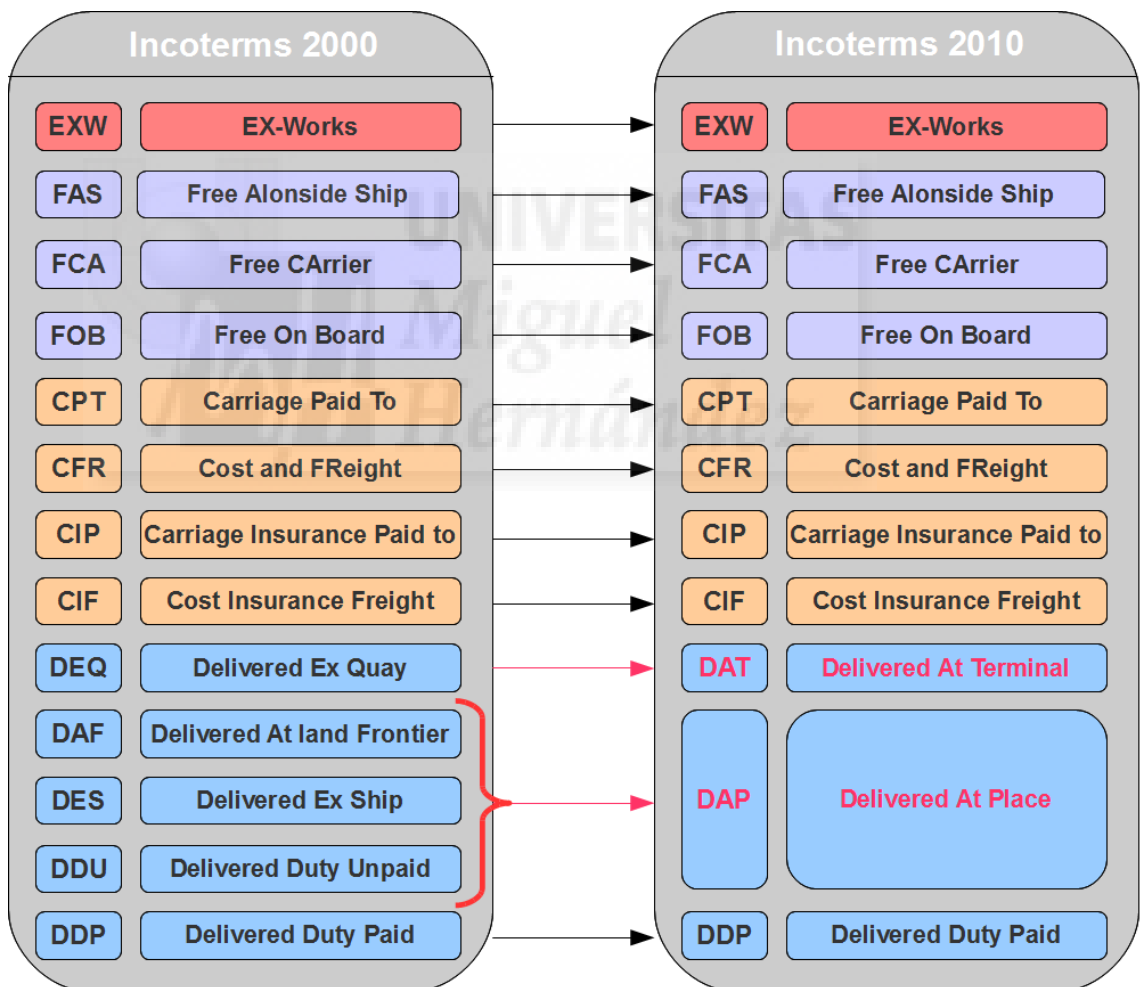 Incoterms 2000
Incoterms 2010
EXW EX-Works
EXW EX-Works
FAS Free Alonside Ship
FAS Free Alonside Ship
FCA Free CArrier
FCA Free CArrier
FOB Free On Board
FOB Free On Board
CPT Carriage Paid To
CPT Carriage Paid To
CFR Cost and FReight
CFR Cost and FReight
CIP Carriage Insurance Paid to
CIP Carriage Insurance Paid to
CIF Cost Insurance Freight
CIF Cost Insurance Freight
DEQ Delivered Ex Quay
DAT Delivered At Terminal
DAF Delivered At land Frontier
DES Delivered Ex Ship
DAP Delivered At Place
DDU Delivered Duty Unpaid
DDP Delivered Duty Paid
DDP Delivered Duty Paid
UNIVERSITAS
Miguel
Hernández